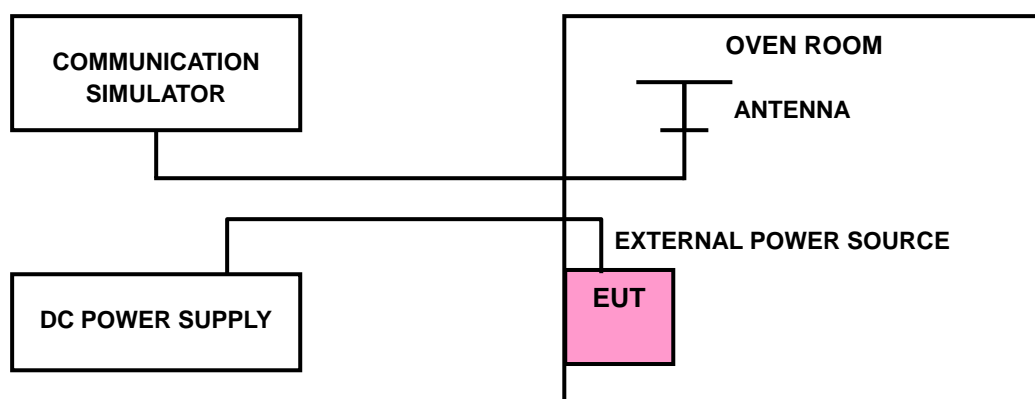 COMMUNICATION
SIMULATOR
OVEN ROOM
ANTENNA
EXTERNAL POWER SOURCE
EUT
DC POWER SUPPLY